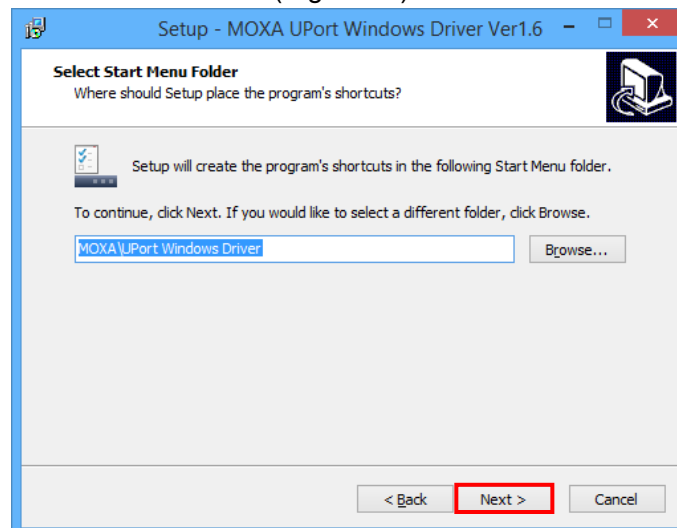 Setup - MOXA UPort Windows Driver Ver1.6
Select Start Menu Folder
Where should Setup place the program's shortcuts?
Setup will create the program's shortcuts in the following Start Menu folder.
To continue, click Next. If you would like to select a different folder, click Browse.
MOXA\UPort Windows Driver
Browse...
< Back
Next >
Cancel